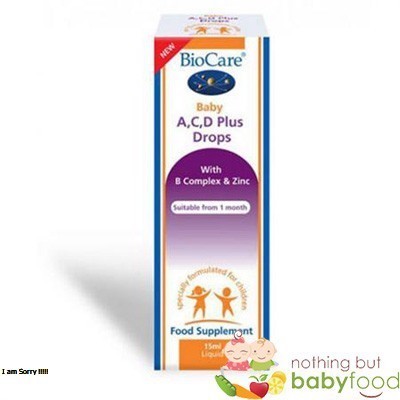 NEW
BioCare®
Baby
A,C,D Plus
Drops
With
B Complex & Zinc
Suitable from 1 month
specially formulated for children
Food Supplement
15ml
Liquid
I am Sorry !!!!!
nothing but
babyfood